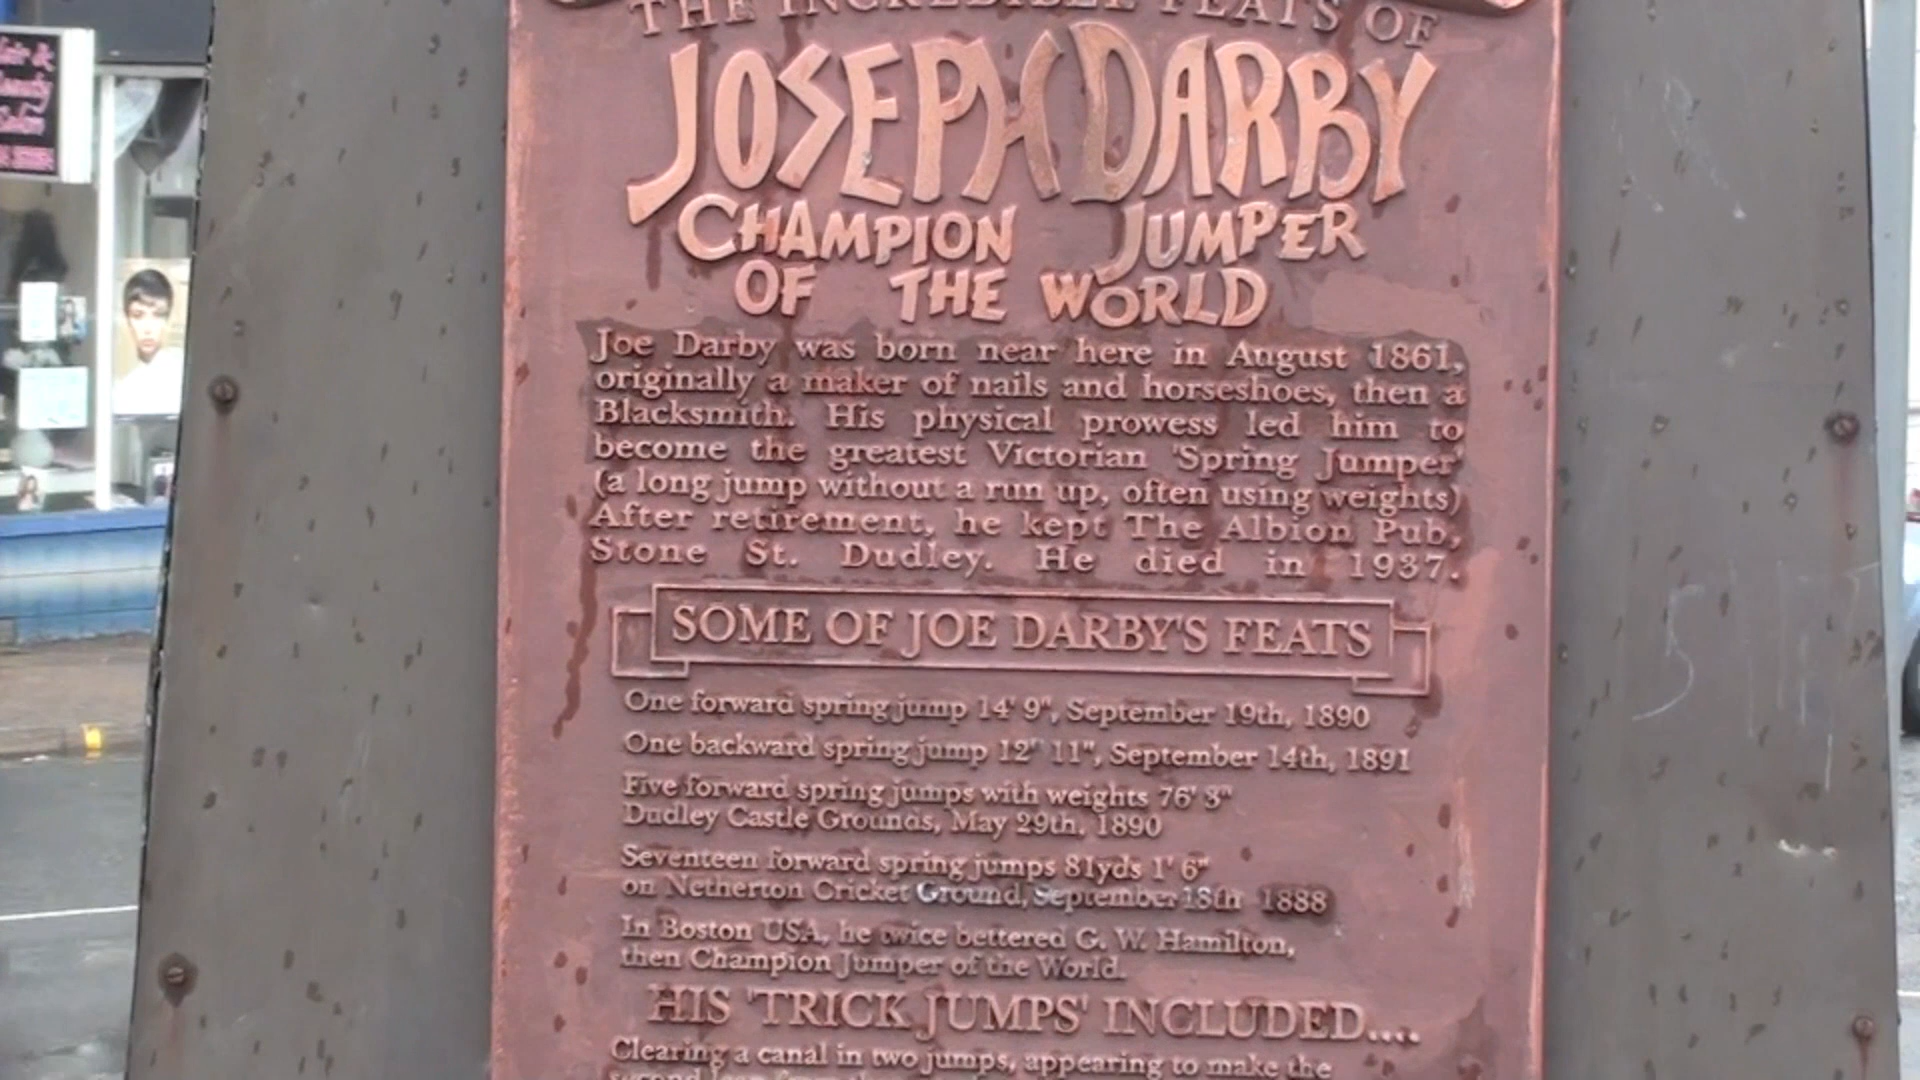 Hair &
Beauty
Salon
THE INCREDIBLE FEATS OF
JOSEPH DARBY
CHAMPION JUMPER
OF THE WORLD
Joe Darby was born near here in August 1861,
originally a maker of nails and horseshoes, then a
Blacksmith. His physical prowess led him to
become the greatest Victorian 'Spring Jumper'
(a long jump without a run up, often using weights)
After retirement, he kept The Albion Pub,
Stone St. Dudley. He died in 1937.
SOME OF JOE DARBY'S FEATS
One forward spring jump 14' 9", September 19th, 1890
One backward spring jump 12' 11", September 14th, 1891
Five forward spring jumps with weights 76' 3"
Dudley Castle Grounds, May 29th, 1890
Seventeen forward spring jumps 81yds 1' 6"
on Netherton Cricket Ground, September 18th 1888
In Boston USA, he twice bettered G. W. Hamilton,
then Champion Jumper of the World.
HIS 'TRICK JUMPS' INCLUDED....
Clearing a canal in two jumps, appearing to make the